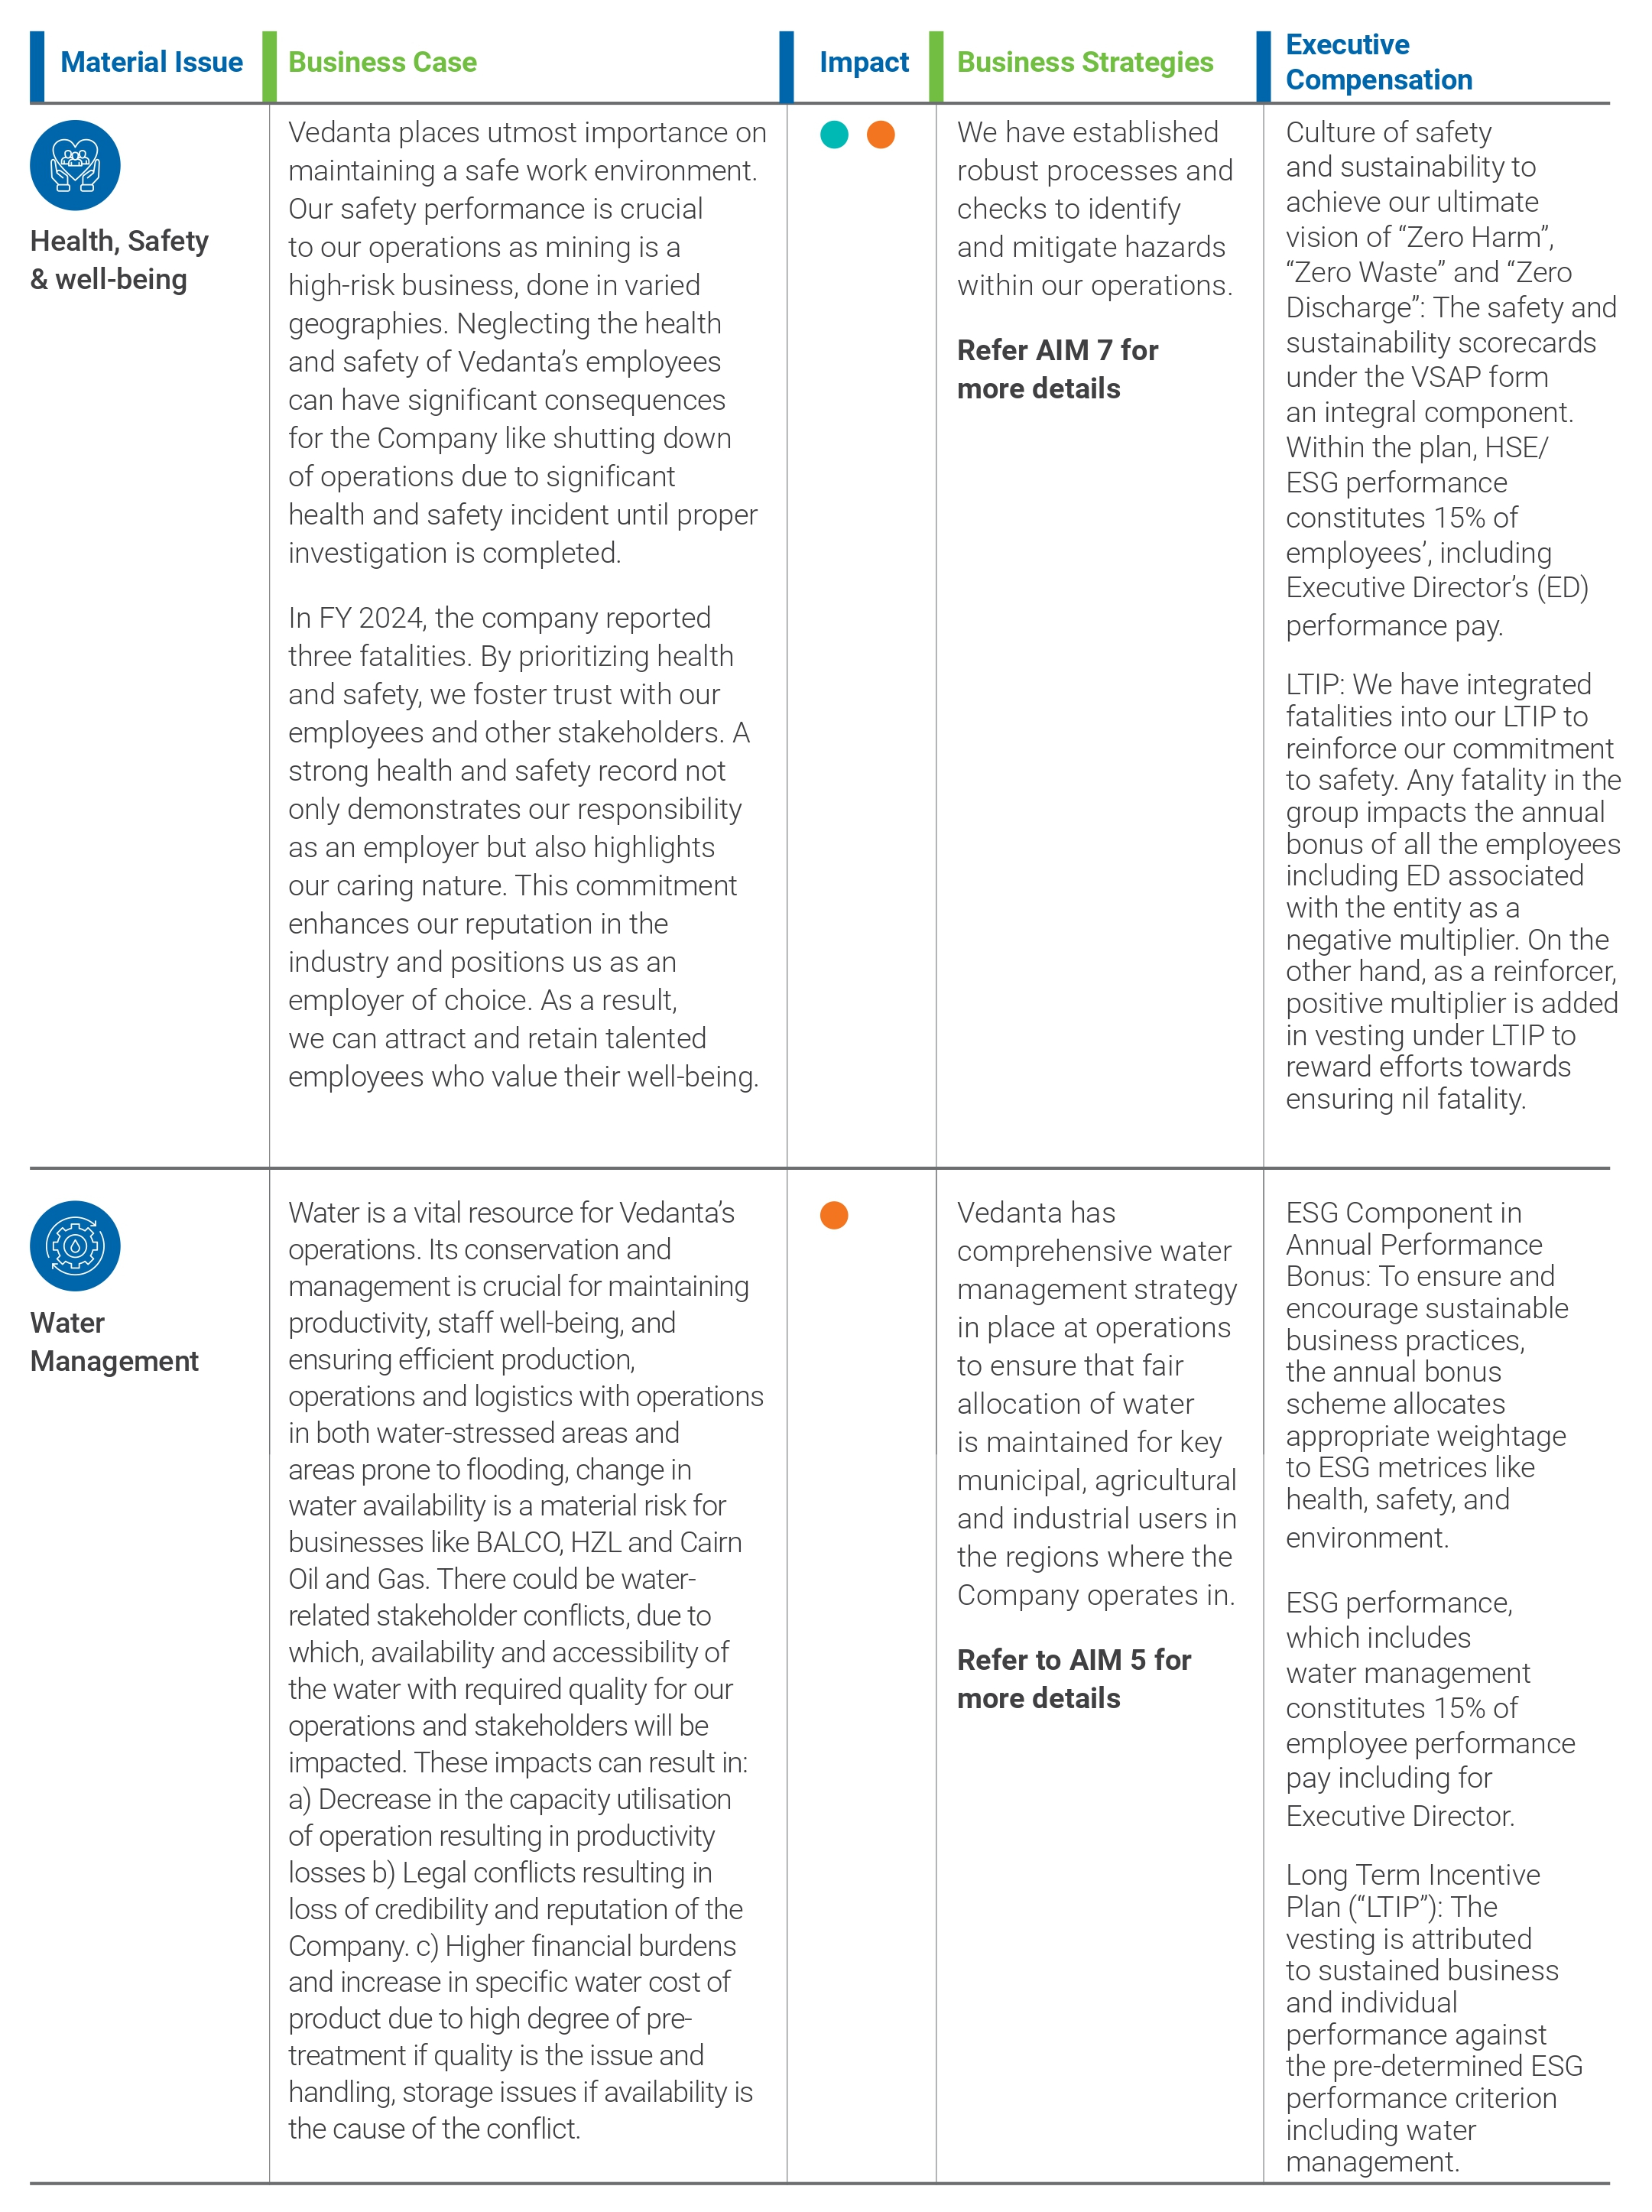 Material Issue
Business Case
Impact
Business Strategies
Executive
Compensation
Health, Safety
& well-being
Vedanta places utmost importance on
maintaining a safe work environment.
Our safety performance is crucial
to our operations as mining is a
high-risk business, done in varied
geographies. Neglecting the health
and safety of Vedanta’s employees
can have significant consequences
for the Company like shutting down
of operations due to significant
health and safety incident until proper
investigation is completed.
In FY 2024, the company reported
three fatalities. By prioritizing health
and safety, we foster trust with our
employees and other stakeholders. A
strong health and safety record not
only demonstrates our responsibility
as an employer but also highlights
our caring nature. This commitment
enhances our reputation in the
industry and positions us as an
employer of choice. As a result,
we can attract and retain talented
employees who value their well-being.
We have established
robust processes and
checks to identify
and mitigate hazards
within our operations.
Refer AIM 7 for
more details
Culture of safety
and sustainability to
achieve our ultimate
vision of “Zero Harm”,
“Zero Waste” and “Zero
Discharge”: The safety and
sustainability scorecards
under the VSAP form
an integral component.
Within the plan, HSE/
ESG performance
constitutes 15% of
employees’, including
Executive Director’s (ED)
performance pay.
LTIP: We have integrated
fatalities into our LTIP to
reinforce our commitment
to safety. Any fatality in the
group impacts the annual
bonus of all the employees
including ED associated
with the entity as a
negative multiplier. On the
other hand, as a reinforcer,
positive multiplier is added
in vesting under LTIP to
reward efforts towards
ensuring nil fatality.
Water
Management
Water is a vital resource for Vedanta’s
operations. Its conservation and
management is crucial for maintaining
productivity, staff well-being, and
ensuring efficient production,
operations and logistics with operations
in both water-stressed areas and
areas prone to flooding, change in
water availability is a material risk for
businesses like BALCO, HZL and Cairn
Oil and Gas. There could be water-
related stakeholder conflicts, due to
which, availability and accessibility of
the water with required quality for our
operations and stakeholders will be
impacted. These impacts can result in:
a) Decrease in the capacity utilisation
of operation resulting in productivity
losses b) Legal conflicts resulting in
loss of credibility and reputation of the
Company. c) Higher financial burdens
and increase in specific water cost of
product due to high degree of pre-
treatment if quality is the issue and
handling, storage issues if availability is
the cause of the conflict.
Vedanta has
comprehensive water
management strategy
in place at operations
to ensure that fair
allocation of water
is maintained for key
municipal, agricultural
and industrial users in
the regions where the
Company operates in.
Refer to AIM 5 for
more details
ESG Component in
Annual Performance
Bonus: To ensure and
encourage sustainable
business practices,
the annual bonus
scheme allocates
appropriate weightage
to ESG metrices like
health, safety, and
environment.
ESG performance,
which includes
water management
constitutes 15% of
employee performance
pay including for
Executive Director.
Long Term Incentive
Plan (“LTIP”): The
vesting is attributed
to sustained business
and individual
performance against
the pre-determined ESG
performance criterion
including water
management.